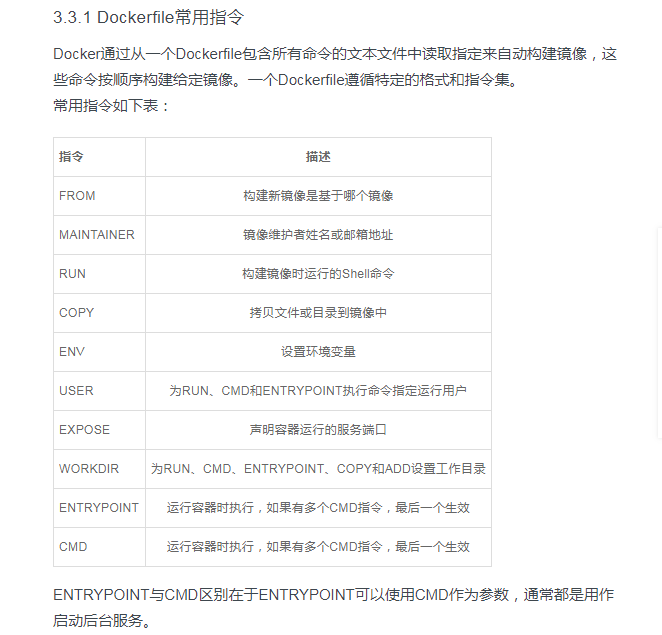 3.3.1 Dockerfile常用指令
Docker通过从一个Dockerfile包含所有命令的文本文件中读取指定来自动构建镜像，这
些命令按顺序构建给定镜像。一个Dockerfile遵循特定的格式和指令集。
常用指令如下表：
指令 描述
FROM 构建新镜像是基于哪个镜像
MAINTAINER 镜像维护者姓名或邮箱地址
RUN 构建镜像时运行的Shell命令
COPY 拷贝文件或目录到镜像中
ENV 设置环境变量
USER 为RUN、CMD和ENTRYPOINT执行命令指定运行用户
EXPOSE 声明容器运行的服务端口
WORKDIR 为RUN、CMD、ENTRYPOINT、COPY和ADD设置工作目录
ENTRYPOINT 运行容器时执行，如果有多个CMD指令，最后一个生效
CMD 运行容器时执行，如果有多个CMD指令，最后一个生效
ENTRYPOINT与CMD区别在于ENTRYPOINT可以使用CMD作为参数，通常都是用作
启动后台服务。